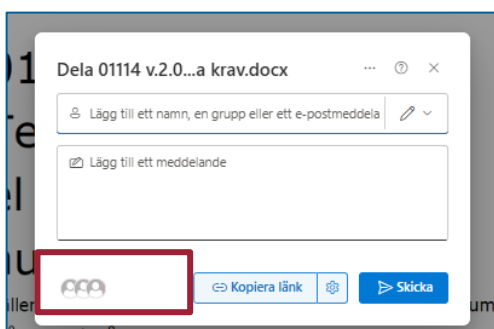 Dela 01114 v.2.0...a krav.docx
Lägg till ett namn, en grupp eller ett e-postmeddela
Lägg till ett meddelande
Kopiera länk
Skicka